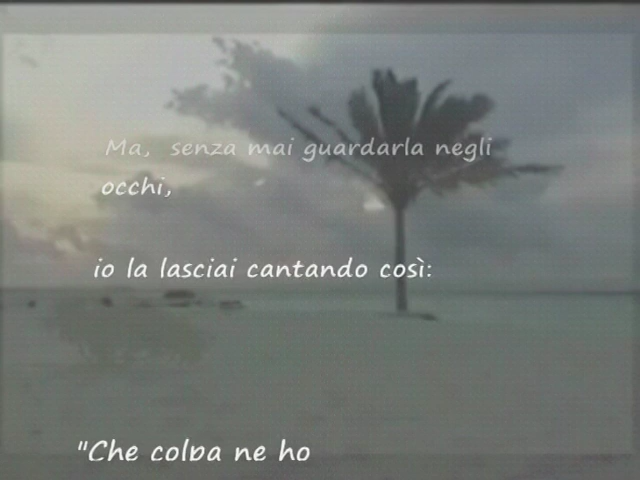 Ma, senza mai guardarla negli
occhi,
io la lasciai cantando così:
"Che colpa ne ho